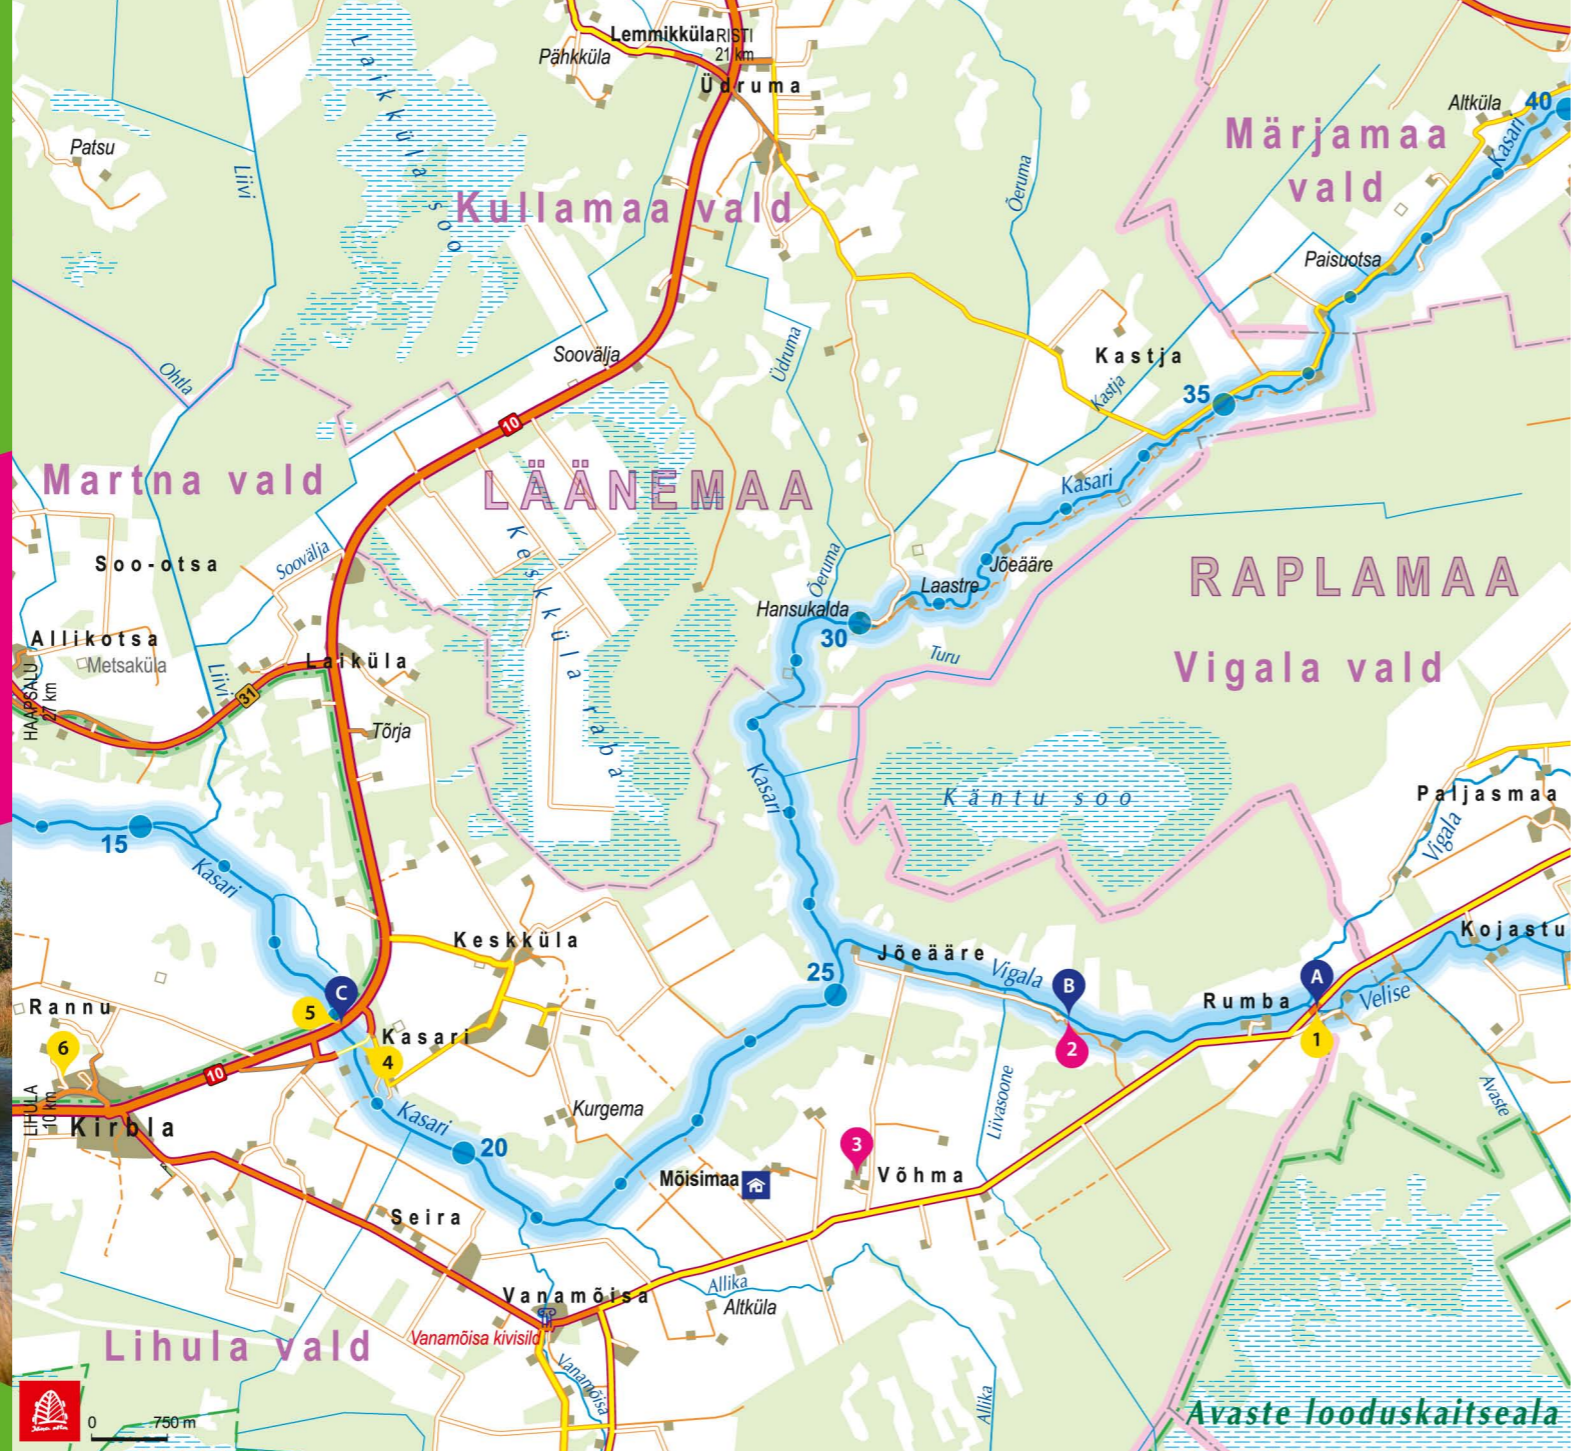 Lemmikküla
RISTI
21 km
Pähkküla
Üdruma
Laikküla soo
Altküla
40
Kasari
Märjamaa
vald
Patsu
Liivi
Õeruma
Kullamaa vald
Paisuotsa
Üdruma
Soovälja
Kastja
Ohtla
Kastja
35
10
Martna vald
LÄÄNEMAA
Kasari
Keskküla raba
Soo-otsa
Soovälja
Õeruma
Jõeääre
Laastre
RAPLAMAA
Hansukalda
30
Allikotsa
Metsaküla
Laiküla
Turu
Vigala vald
HAAPSALU
27 km
Liivi
31
Tõrja
Kasari
Käntu soo
Paljasmaa
Vigala
15
Kasari
Keskküla
Jõeääre
Kojastu
25
Vigala
B
A
C
Rumba
Velise
Rannu
5
Kasari
6
4
2
1
10
LIHULA
10 km
Kirbla
Kasari
Kurgema
Liivasoone
Avaste
20
3
Mõisimaa
Võhma
Seira
Allika
Vanamõisa
Altküla
Vanamõisa kivisild
Lihula vald
Vanamõisa
Allika
0
750 m
Avaste looduskaitseala